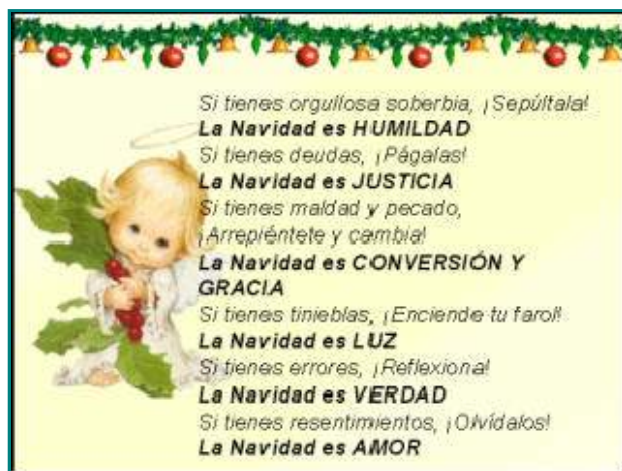 Si tienes orgullosa soberbia, ¡Sepúltala!
La Navidad es HUMILDAD
Si tienes deudas, ¡Págalas!
La Navidad es JUSTICIA
Si tienes maldad y pecado,
¡Arrepiéntete y cambia!
La Navidad es CONVERSIÓN Y
GRACIA
Si tienes tinieblas, ¡Enciende tu farol!
La Navidad es LUZ
Si tienes errores, ¡Reflexiona!
La Navidad es VERDAD
Si tienes resentimientos, ¡Olvídalos!
La Navidad es AMOR